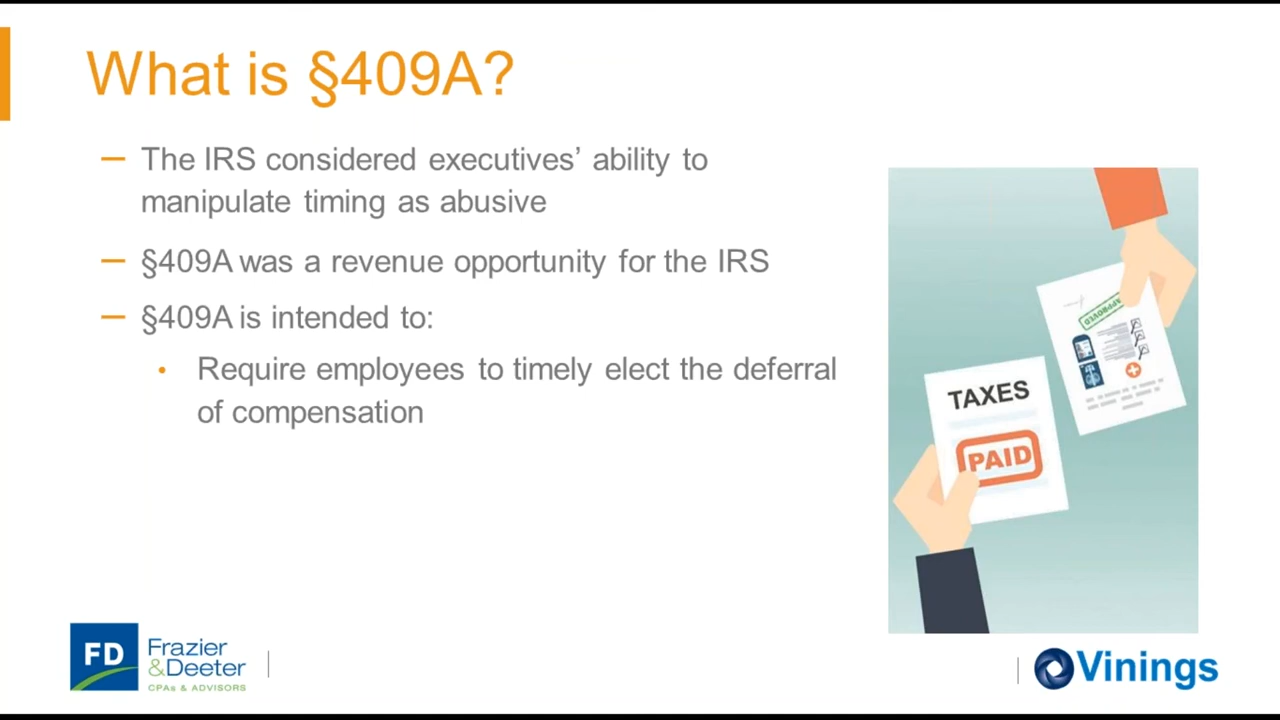 What is §409A?
— The IRS considered executives’ ability to
manipulate timing as abusive
— §409A was a revenue opportunity for the IRS
— §409A is intended to:
• Require employees to timely elect the deferral
of compensation
APPROVED
TAXES
PAID
FD Frazier
&Deeter
CPAs & ADVISORS
Vinings